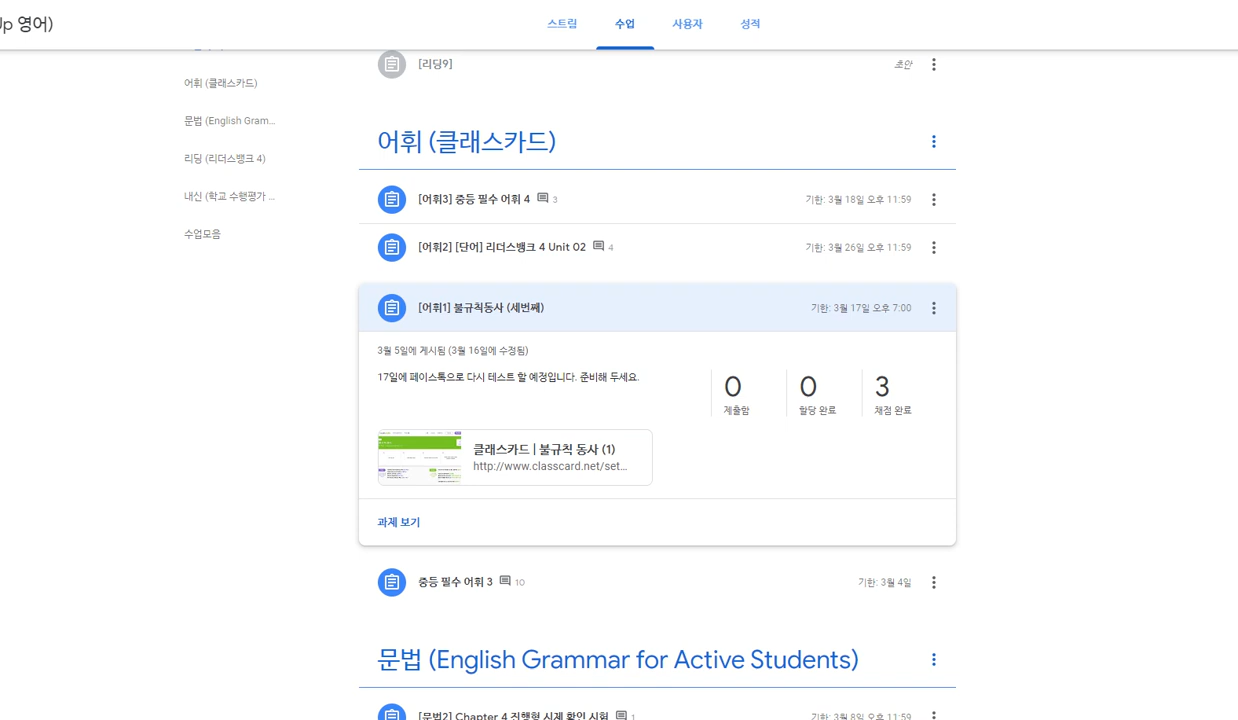 Up 영어)
스트림
수업
사용자
성적
[리딩9]
초안
어휘 (클래스카드)
문법 (English Gram...
리딩 (리더스뱅크 4)
내신 (학교 수행평가 ...
수업모음
어휘 (클래스카드)
[어휘3] 중등 필수 어휘 4 3
기한: 3월 18일 오후 11:59
[어휘2] [단어] 리더스뱅크 4 Unit 02 4
기한: 3월 26일 오후 11:59
[어휘1] 불규칙동사 (세번째)
기한: 3월 17일 오후 7:00
3월 5일에 게시됨 (3월 16일에 수정됨)
17일에 페이스톡으로 다시 테스트 할 예정입니다. 준비해 두세요.
0
제출함
0
할당 완료
3
채점 완료
클래스카드 | 불규칙 동사 (1)
http://www.classcard.net/set...
과제 보기
중등 필수 어휘 3 10
기한: 3월 4일
문법 (English Grammar for Active Students)
[문법2] Chapter 4 진행형 시제 확인 시험 1
기한: 3월 8일 오후 11:59